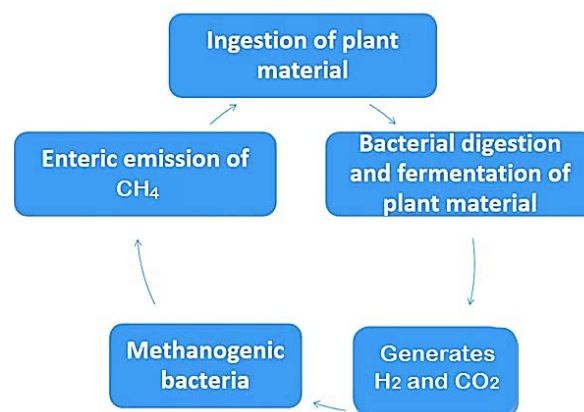 Ingestion of plant
material
Bacterial digestion
and fermentation of
plant material
Generates
H₂ and CO₂
Methanogenic
bacteria
Enteric emission of
CH₄